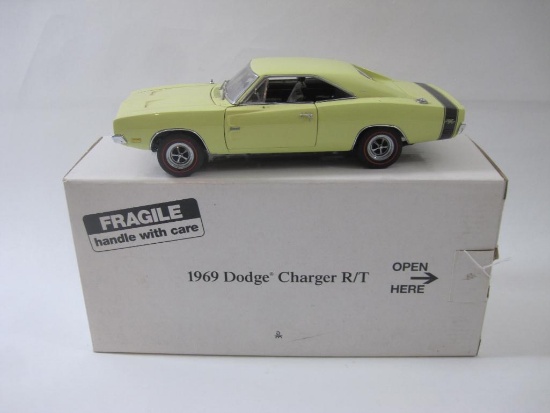 FRAGILE
handle with care
1969 Dodge® Charger R/T
OPEN
HERE